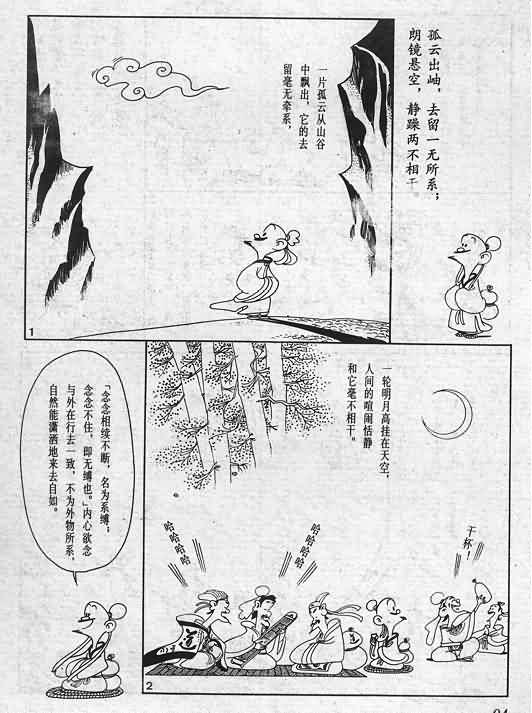 孤云出岫，去留一无所系；
朗镜悬空，静躁两不相干。
一片孤云从山谷
中飘出，它的去
留毫无牵系，
1
一轮明月高挂在天空，
人间的喧闹恬静
和它毫不相干。
哈哈哈哈
哈哈哈哈
干杯！
道
2
「念念相续不断，名为系缚；
念念不住，即无缚也。」内心欲念
与外在行去一致，不为外物所系，
自然能潇洒地来去自如。